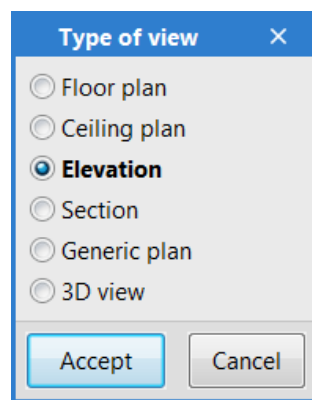 Type of view
Floor plan
Ceiling plan
Elevation
Section
Generic plan
3D view
Accept Cancel